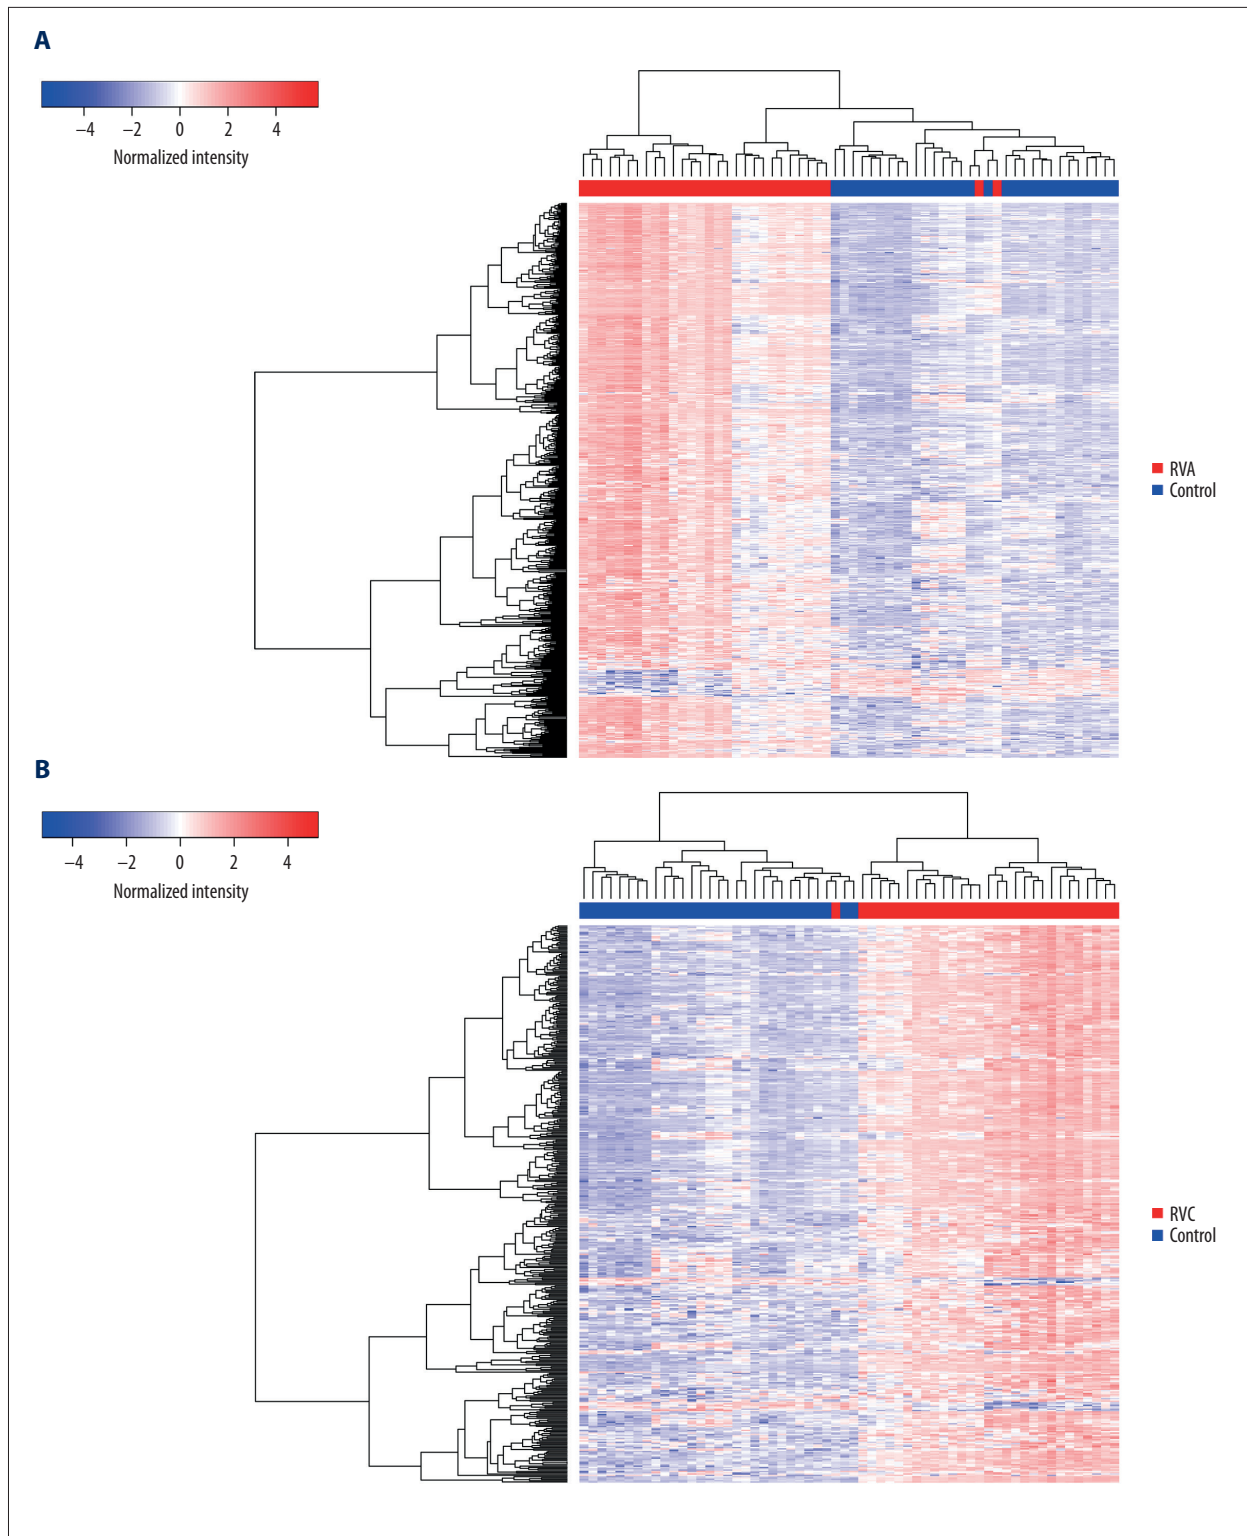 A
−4 −2 0 2 4
Normalized intensity
RVA
Control
B
−4 −2 0 2 4
Normalized intensity
RVC
Control